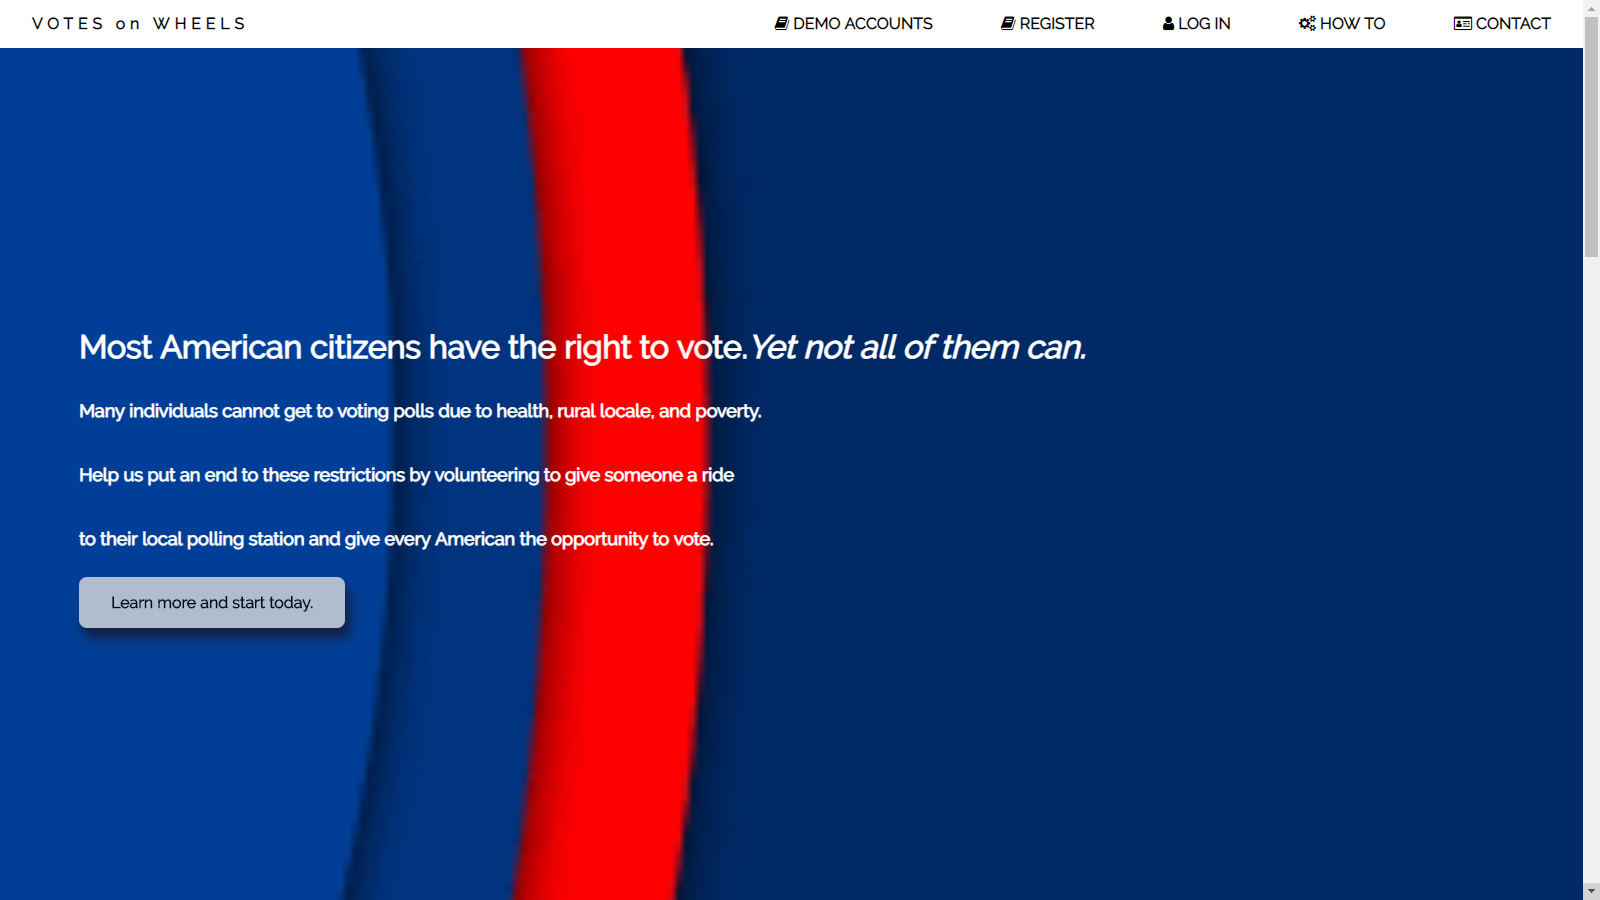 VOTES on WHEELS
DEMO ACCOUNTS
REGISTER
LOG IN
HOW TO
CONTACT
Most American citizens have the right to vote.Yet not all of them can.
Many individuals cannot get to voting polls due to health, rural locale, and poverty.
Help us put an end to these restrictions by volunteering to give someone a ride
to their local polling station and give every American the opportunity to vote.
Learn more and start today.